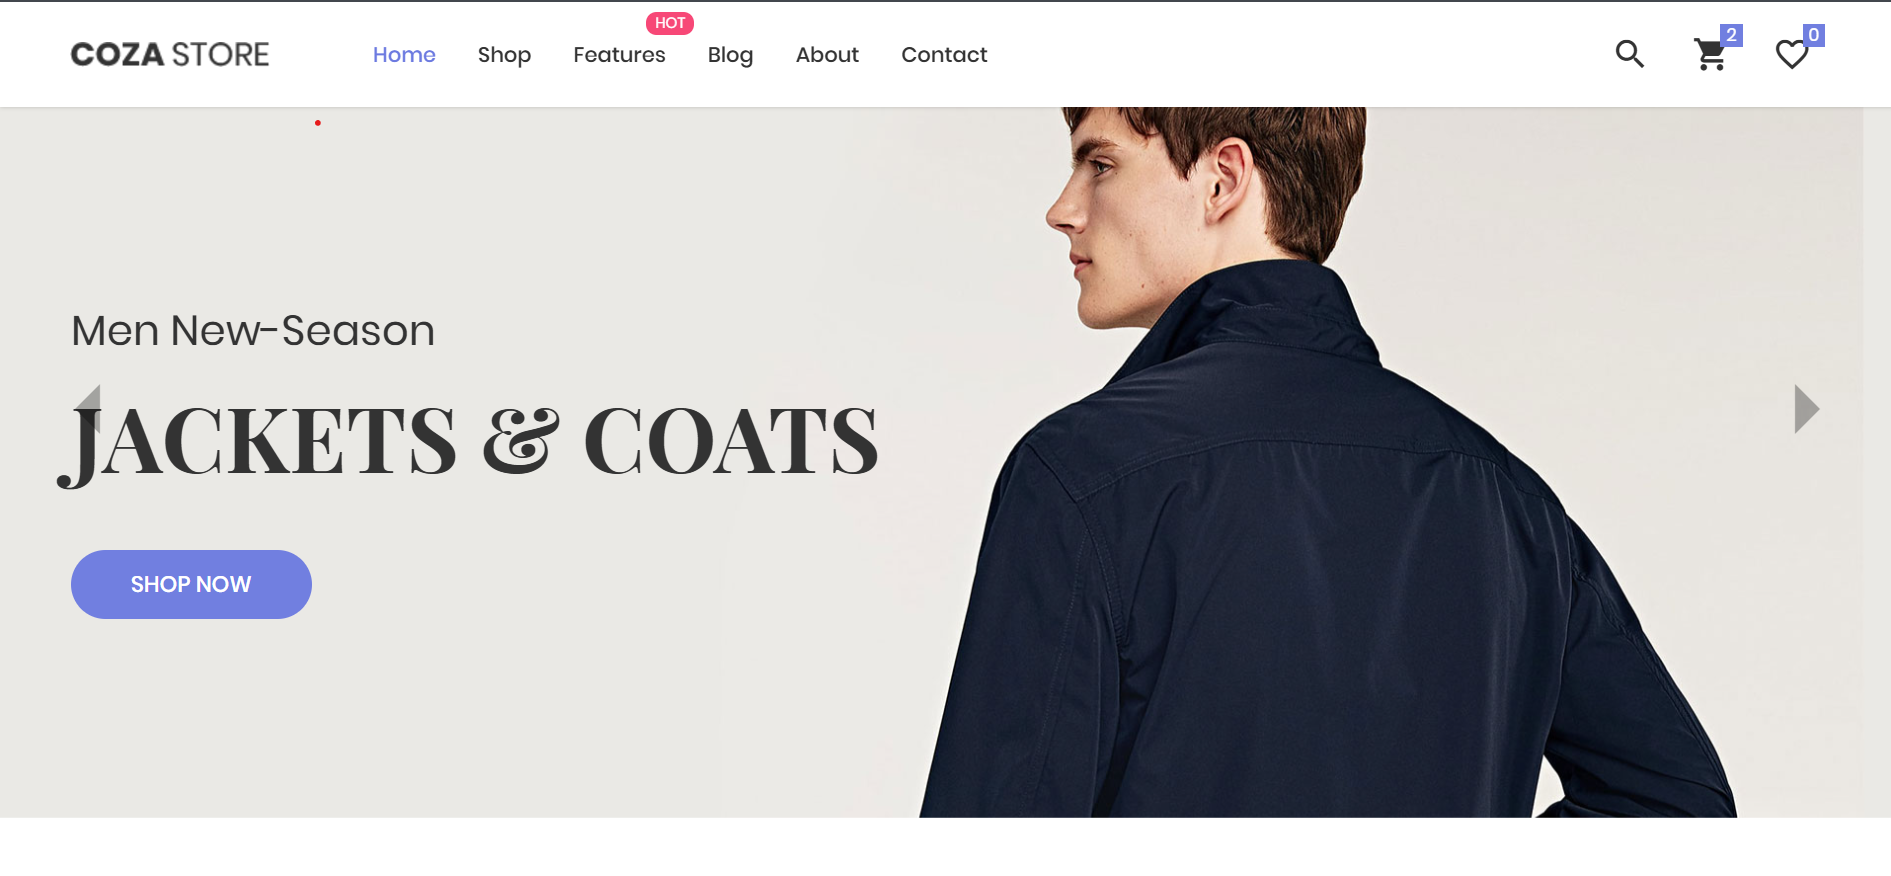 HOT
COZA STORE
Home Shop Features Blog About Contact
2 0
Men New-Season
JACKETS & COATS
SHOP NOW